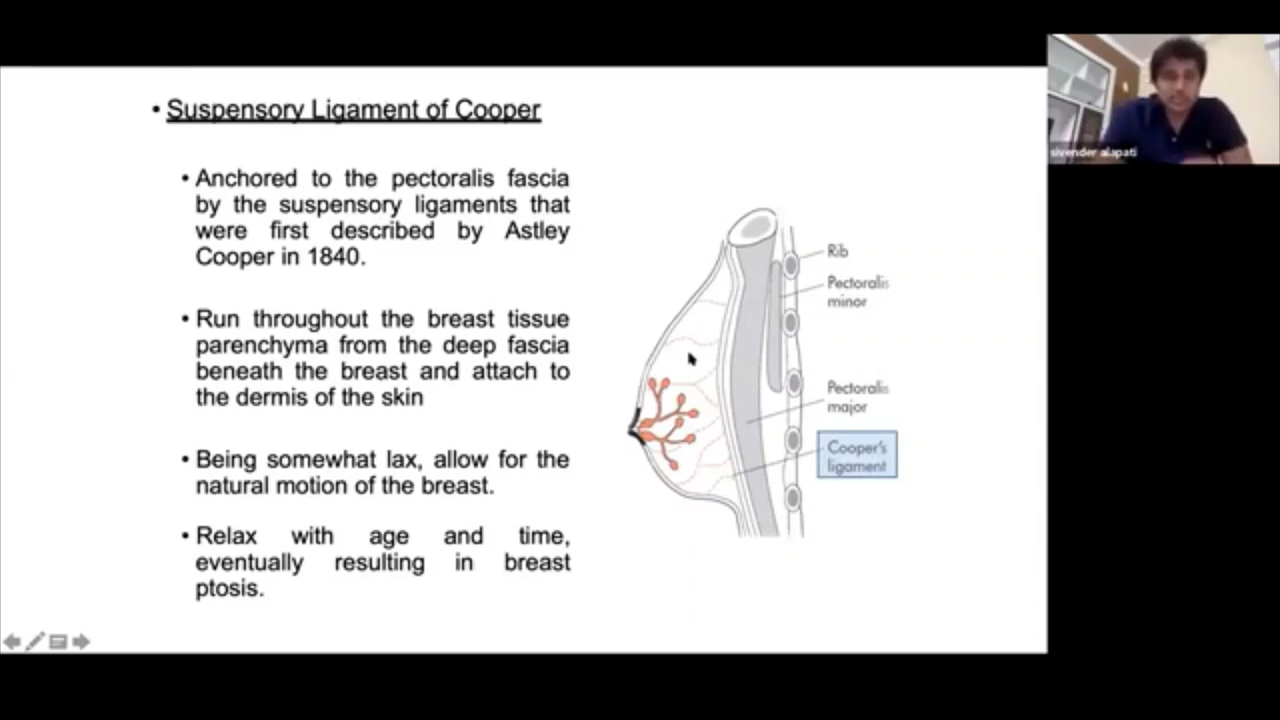 • Suspensory Ligament of Cooper
• Anchored to the pectoralis fascia
by the suspensory ligaments that
were first described by Astley
Cooper in 1840.
• Run throughout the breast tissue
parenchyma from the deep fascia
beneath the breast and attach to
the dermis of the skin
• Being somewhat lax, allow for the
natural motion of the breast.
• Relax with age and time,
eventually resulting in breast
ptosis.
Rib
Pectoralis
minor
Pectoralis
major
Cooper's
ligament
sivender alapati